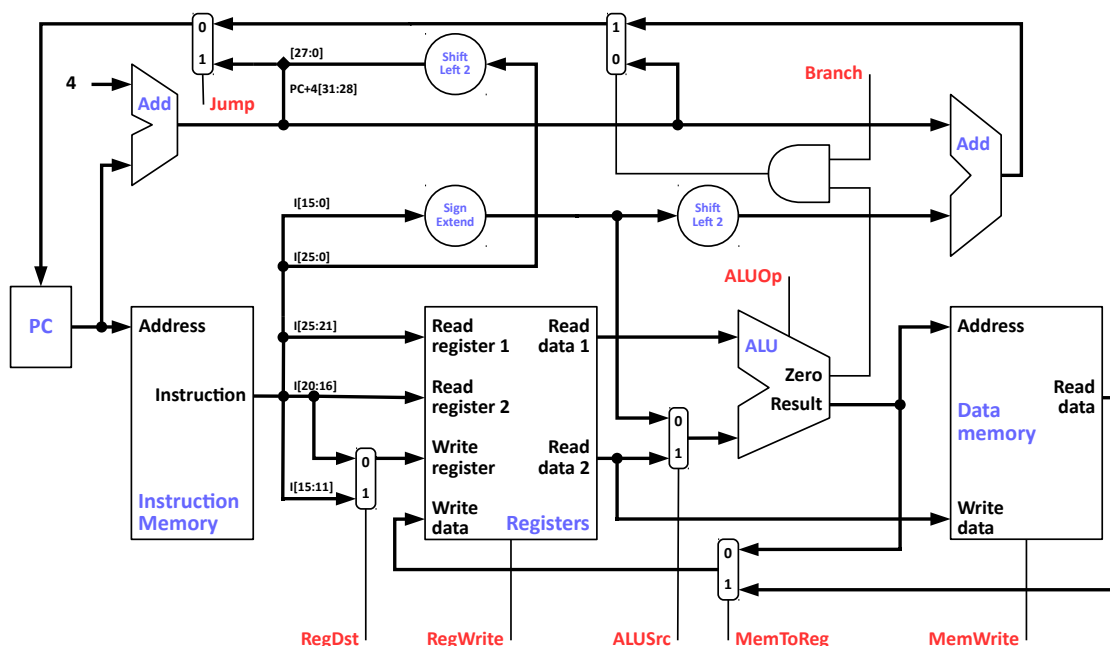 0
1
Jump
[27:0]
PC+4[31:28]
Shift
Left 2
1
0
Branch
4
Add
Add
I[15:0]
Sign
Extend
Shift
Left 2
I[25:0]
ALUOp
PC
Address
Instruction
Instruction
Memory
I[25:21]
I[20:16]
I[15:11]
0
1
Read
register 1
Read
register 2
Write
register
Write
data
Read
data 1
Read
data 2
Registers
0
1
ALU
Zero
Result
Address
Read
data
Data
memory
Write
data
0
1
RegDst
RegWrite
ALUSrc
MemToReg
MemWrite